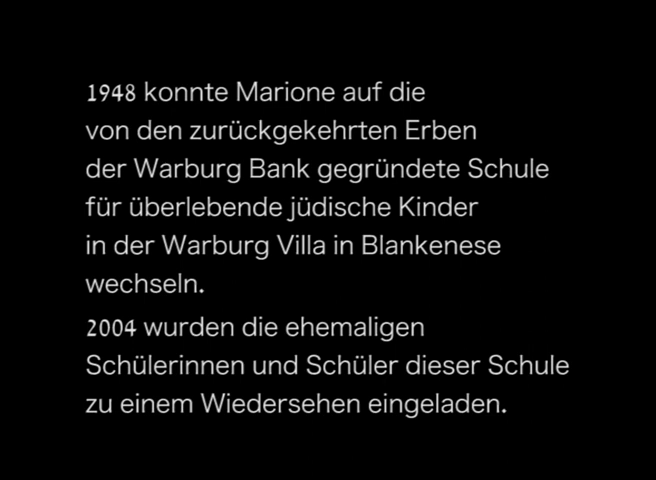 1948 konnte Marione auf die
von den zurückgekehrten Erben
der Warburg Bank gegründete Schule
für überlebende jüdische Kinder
in der Warburg Villa in Blankenese
wechseln.
2004 wurden die ehemaligen
Schülerinnen und Schüler dieser Schule
zu einem Wiedersehen eingeladen.